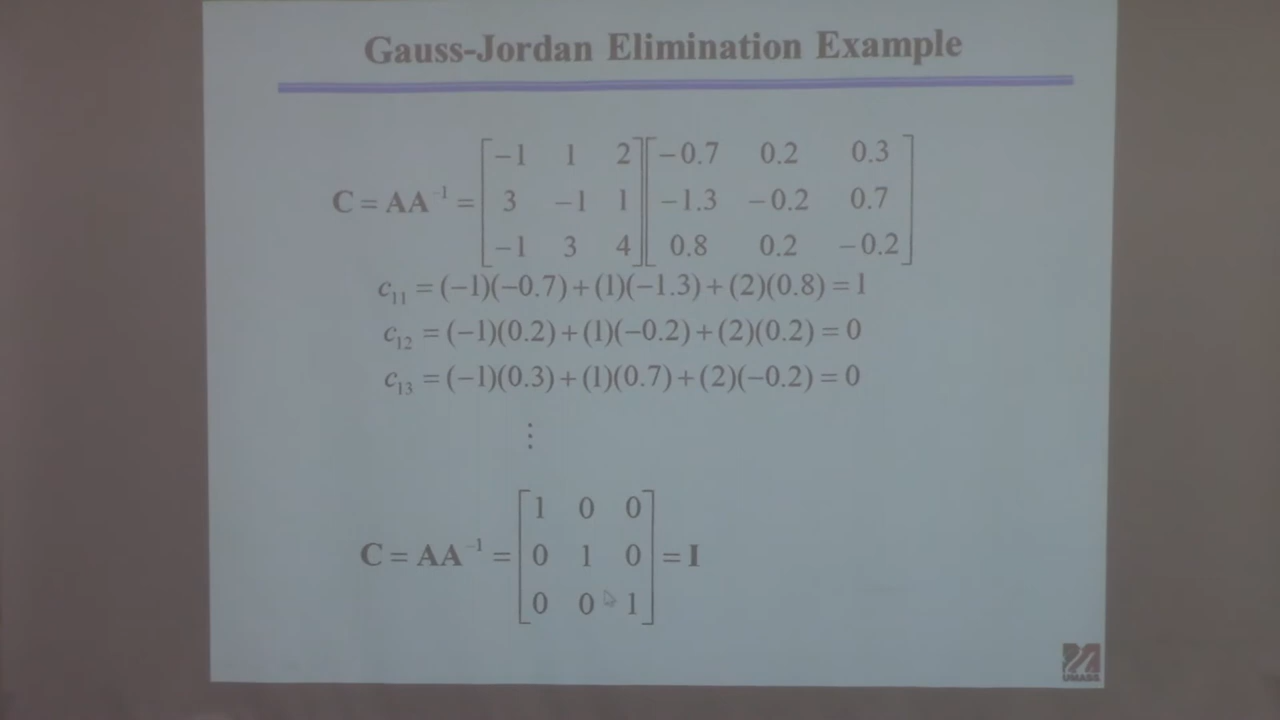 Gauss-Jordan Elimination Example
C = AA⁻¹ = [−1 1 2; 3 −1 1; −1 3 4] [−0.7 0.2 0.3; −1.3 −0.2 0.7; 0.8 0.2 −0.2]
c₁₁ = (−1)(−0.7) + (1)(−1.3) + (2)(0.8) = 1
c₁₂ = (−1)(0.2) + (1)(−0.2) + (2)(0.2) = 0
c₁₃ = (−1)(0.3) + (1)(0.7) + (2)(−0.2) = 0
⋮
C = AA⁻¹ = [1 0 0; 0 1 0; 0 0 1] = I
UMASS